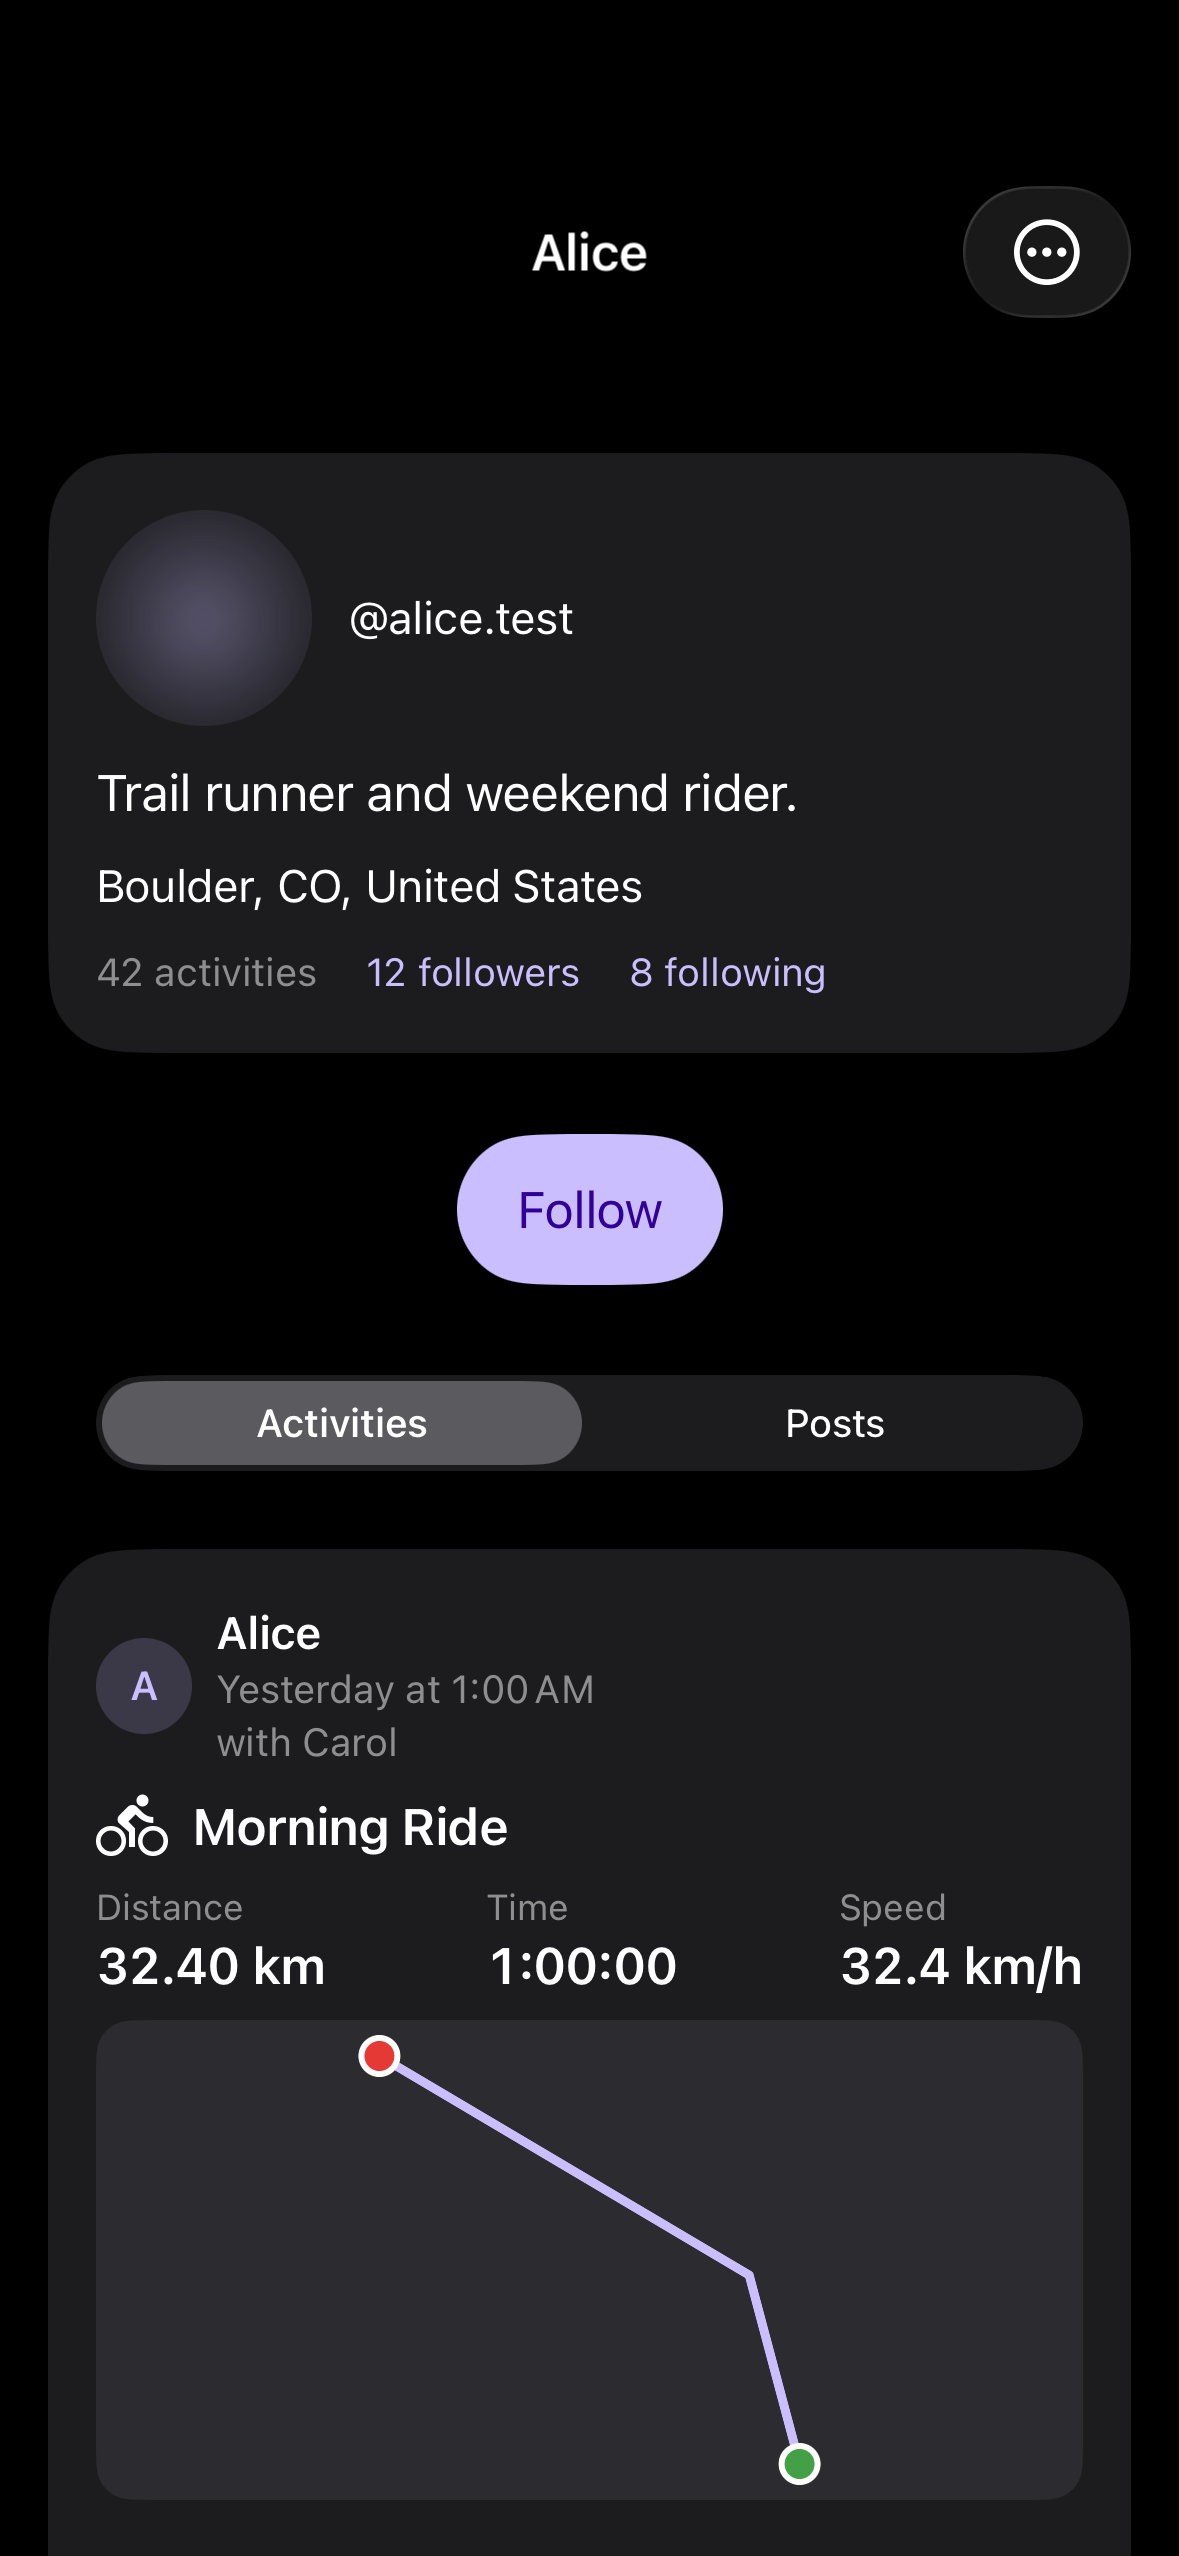 Alice
@alice.test
Trail runner and weekend rider.
Boulder, CO, United States
42 activities 12 followers 8 following
Follow
Activities Posts
A
Alice
Yesterday at 1:00 AM
with Carol
Morning Ride
Distance Time Speed
32.40 km 1:00:00 32.4 km/h